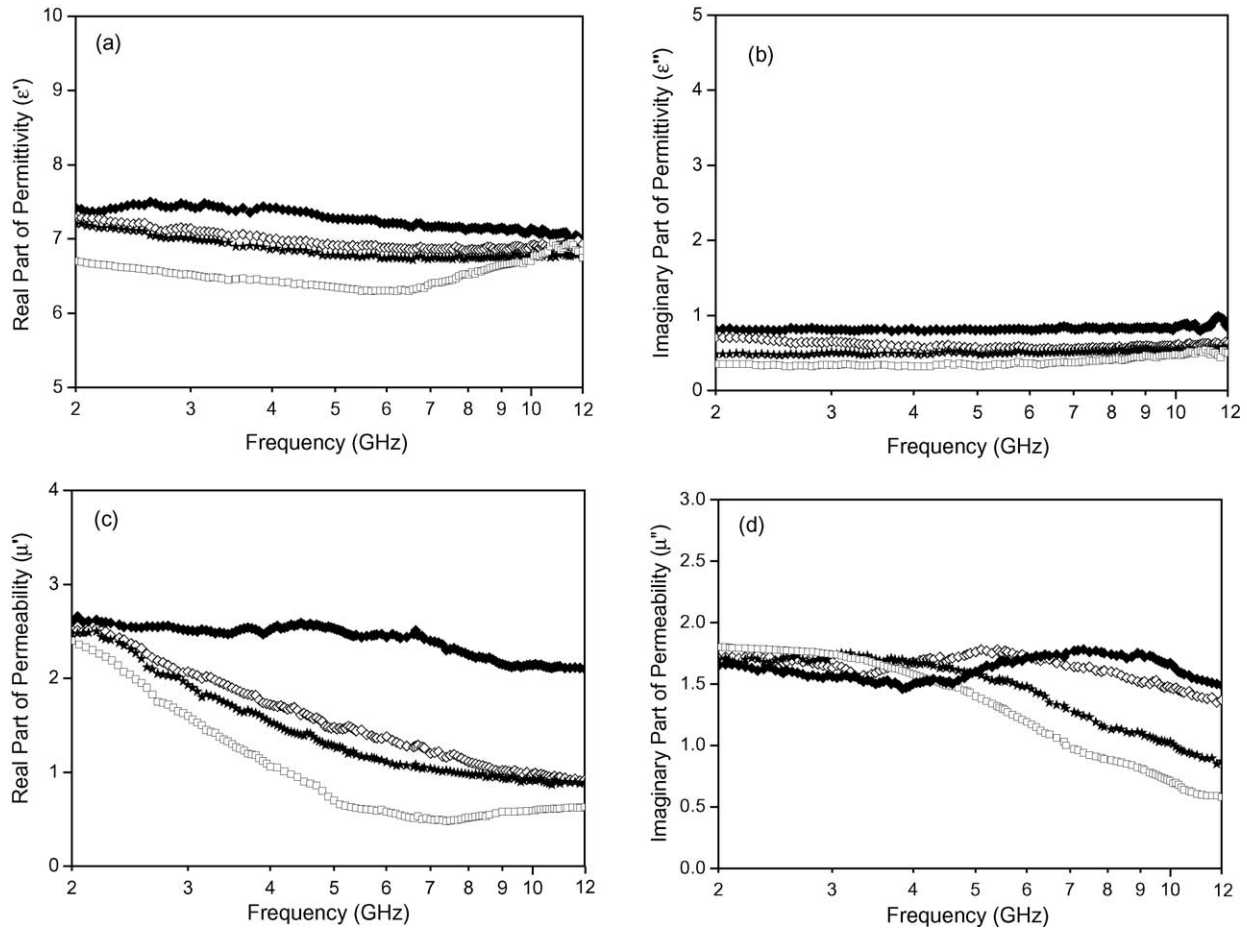 (a)
Real Part of Permittivity (ε')
10
9
8
7
6
5
2 3 4 5 6 7 8 9 10 12
Frequency (GHz)
(b)
Imaginary Part of Permittivity (ε")
5
4
3
2
1
0
2 3 4 5 6 7 8 9 10 12
Frequency (GHz)
(c)
Real Part of Permeability (μ')
4
3
2
1
0
2 3 4 5 6 7 8 9 10 12
Frequency (GHz)
(d)
Imaginary Part of Permeability (μ")
3.0
2.5
2.0
1.5
1.0
0.5
0.0
2 3 4 5 6 7 8 9 10 12
Frequency (GHz)